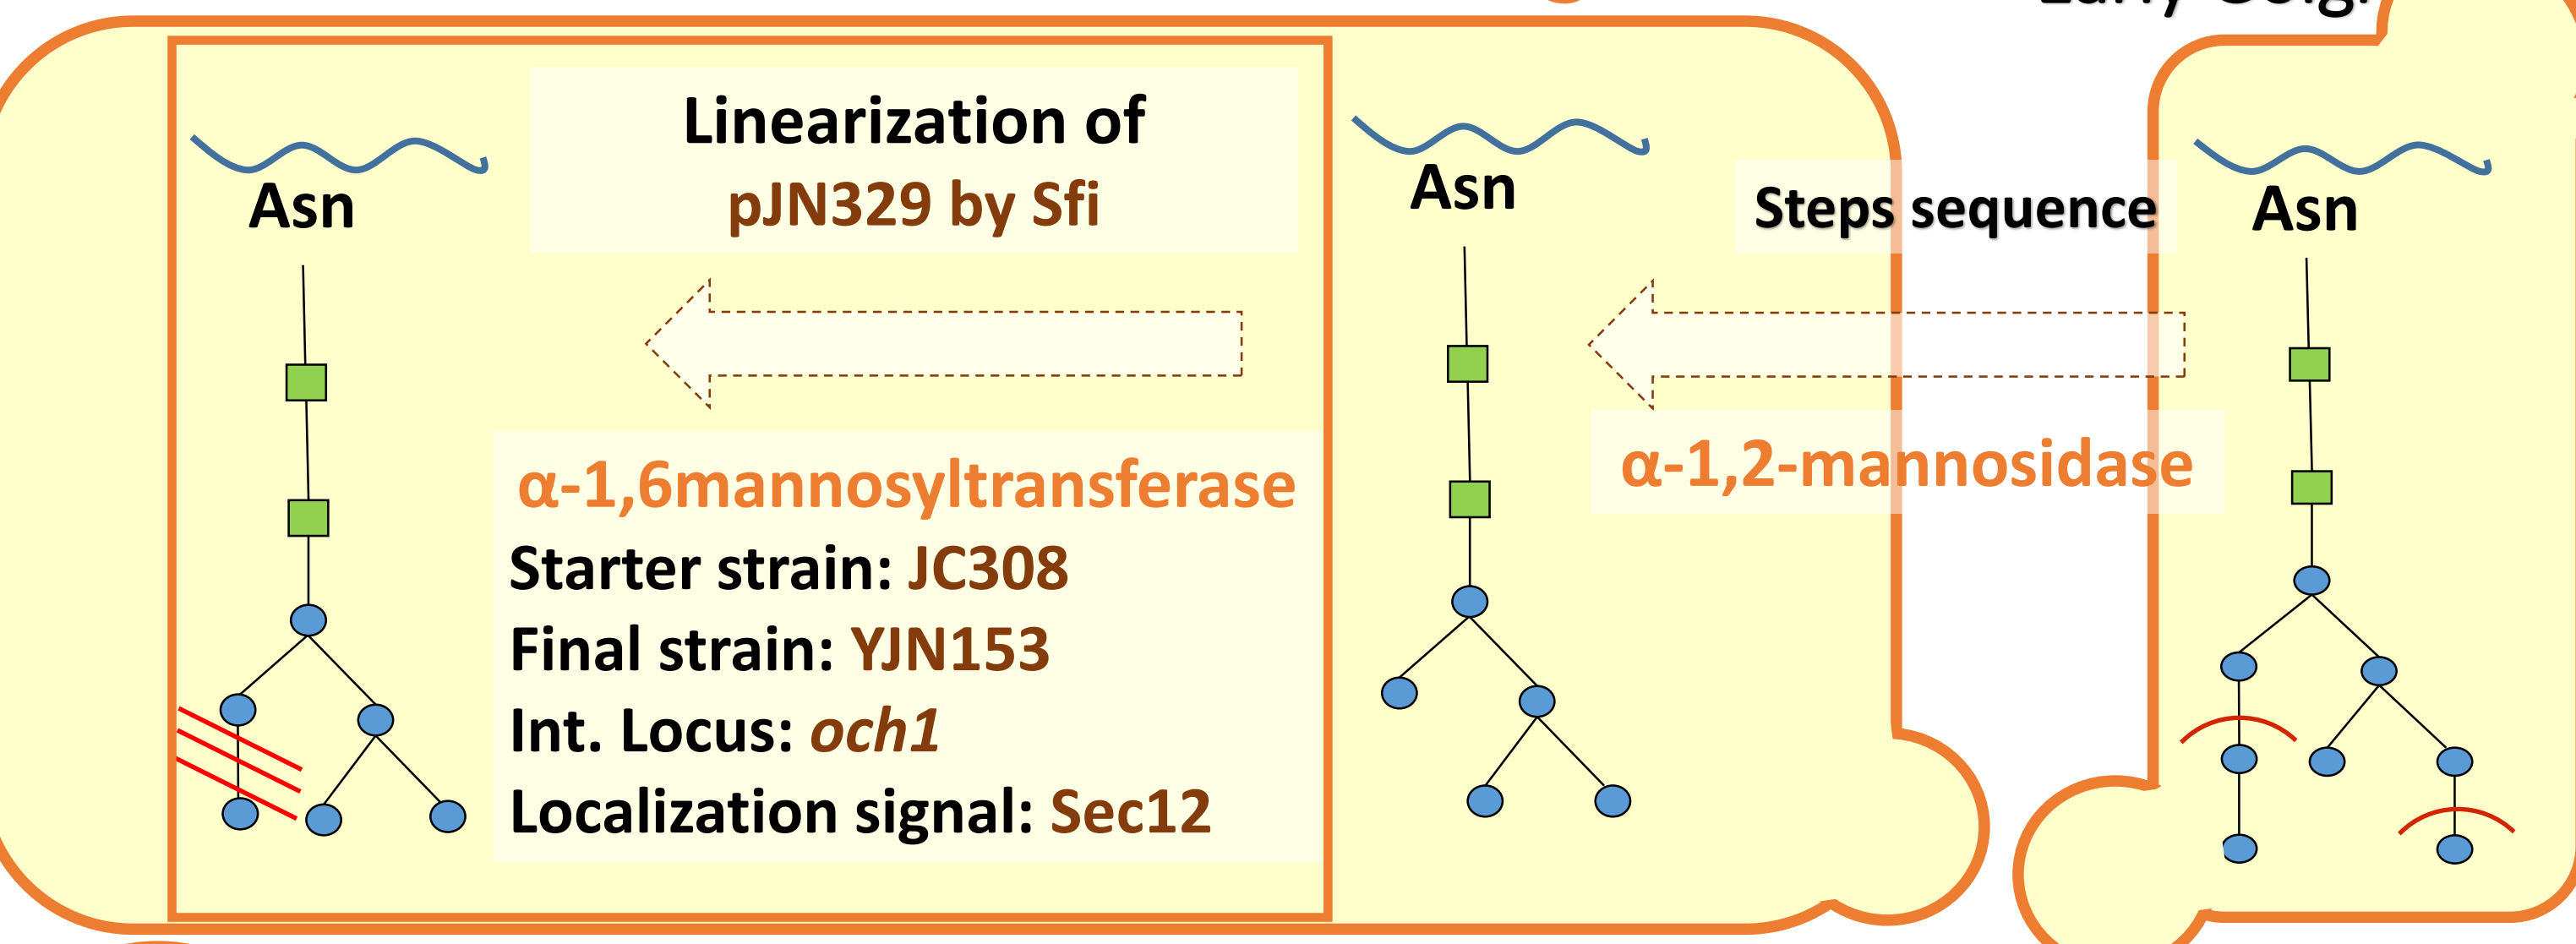 Linearization of
pJN329 by Sfi
Asn
α-1,6mannosyltransferase
Starter strain: JC308
Final strain: YJN153
Int. Locus: och1
Localization signal: Sec12
Asn
Steps sequence
α-1,2-mannosidase
Asn